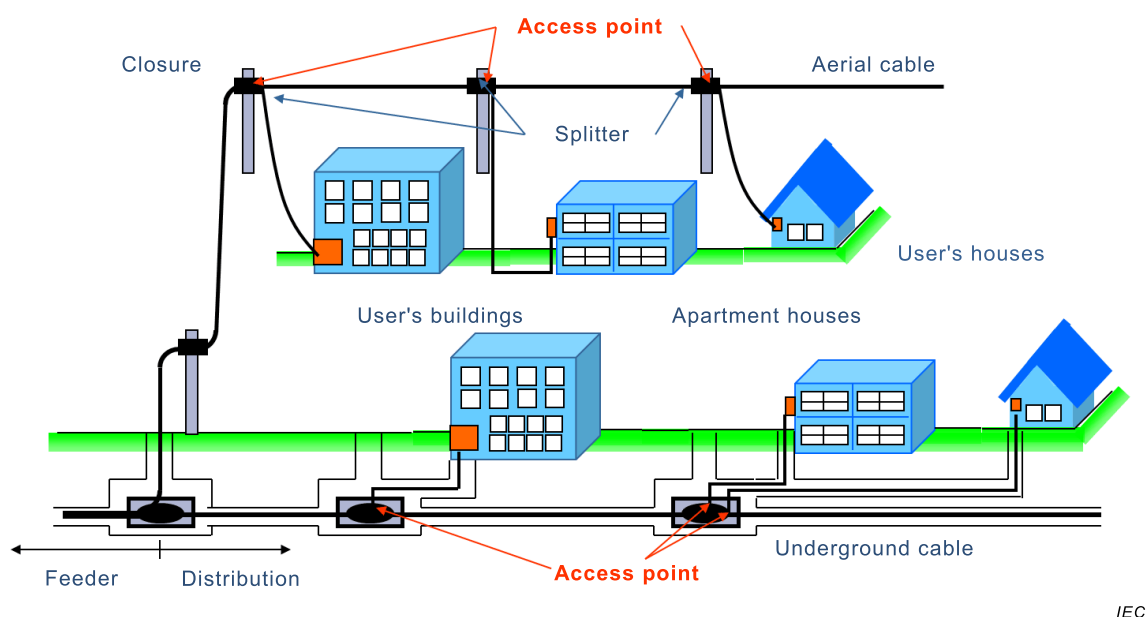 Access point
Closure
Aerial cable
Splitter
User's houses
User's buildings
Apartment houses
Underground cable
Access point
Feeder
Distribution
IEC